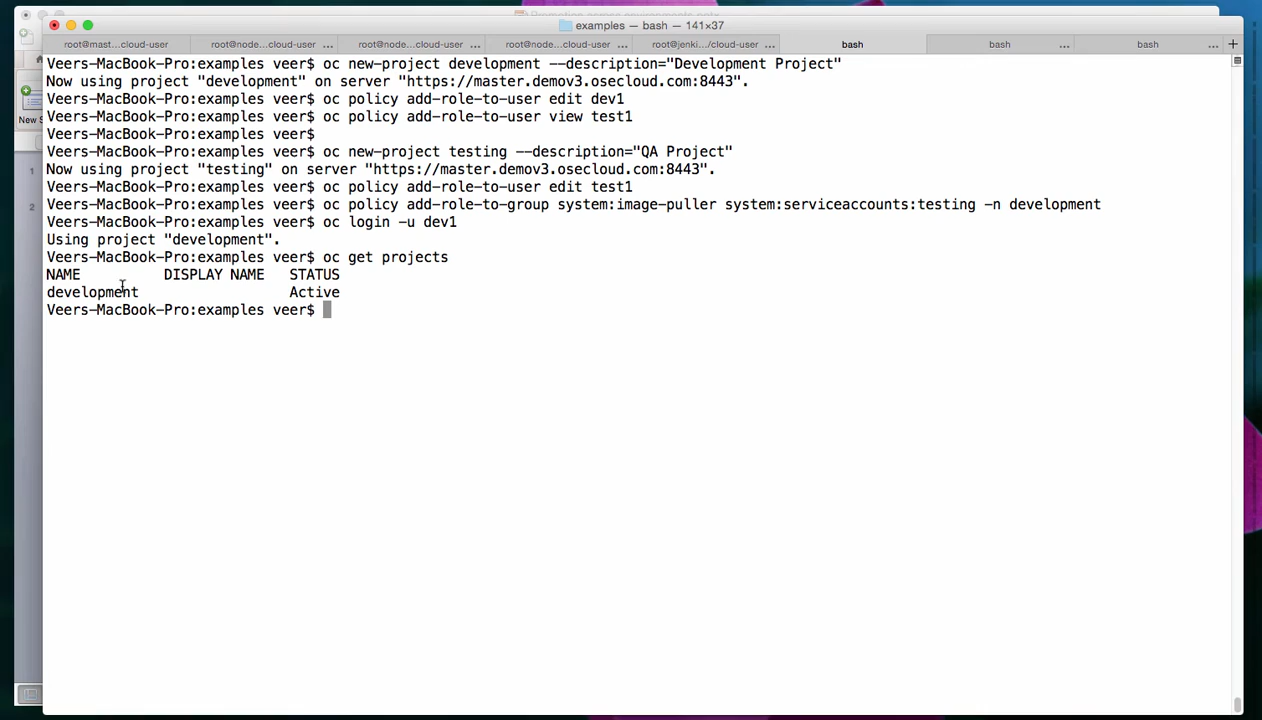 examples — bash — 141×37
root@mast...cloud-user
root@node...cloud-user ...
root@node...cloud-user ...
root@node...cloud-user ...
root@jenki.../cloud-user ...
bash
bash ...
bash ...
Veers-MacBook-Pro:examples veer$ oc new-project development --description="Development Project"
Now using project "development" on server "https://master.demov3.osecloud.com:8443".
Veers-MacBook-Pro:examples veer$ oc policy add-role-to-user edit dev1
Veers-MacBook-Pro:examples veer$ oc policy add-role-to-user view test1
Veers-MacBook-Pro:examples veer$
Veers-MacBook-Pro:examples veer$ oc new-project testing --description="QA Project"
Now using project "testing" on server "https://master.demov3.osecloud.com:8443".
Veers-MacBook-Pro:examples veer$ oc policy add-role-to-user edit test1
Veers-MacBook-Pro:examples veer$ oc policy add-role-to-group system:image-puller system:serviceaccounts:testing -n development
Veers-MacBook-Pro:examples veer$ oc login -u dev1
Using project "development".
Veers-MacBook-Pro:examples veer$ oc get projects
NAME DISPLAY NAME STATUS
development Active
Veers-MacBook-Pro:examples veer$
New S
1
2